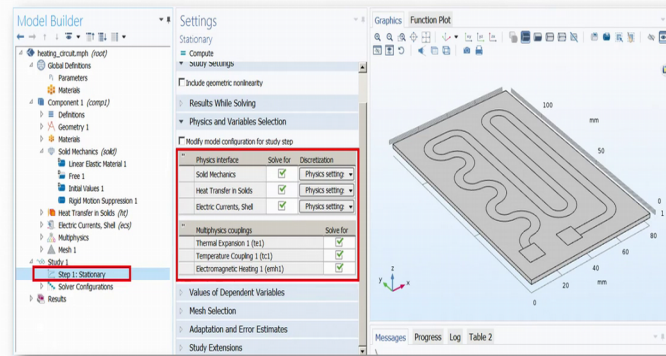 Model Builder
heating_circuit.mph (root)
Global Definitions
Pi Parameters
Materials
Component 1 (comp1)
Definitions
Geometry 1
Materials
Solid Mechanics (solid)
Linear Elastic Material 1
Free 1
Initial Values 1
Rigid Motion Suppression 1
Heat Transfer in Solids (ht)
Electric Currents, Shell (ecs)
Multiphysics
Mesh 1
Study 1
Step 1: Stationary
Solver Configurations
Results
Settings
Stationary
= Compute
Study Settings
Include geometric nonlinearity
Results While Solving
Physics and Variables Selection
Modify model configuration for study step
Physics interface Solve for Discretization
Solid Mechanics Physics setting:
Heat Transfer in Solids Physics setting:
Electric Currents, Shell Physics setting:
Multiphysics couplings Solve for
Thermal Expansion 1 (te1)
Temperature Coupling 1 (tc1)
Electromagnetic Heating 1 (emh1)
Values of Dependent Variables
Mesh Selection
Adaptation and Error Estimates
Study Extensions
Graphics Function Plot
100
mm
50
0
0
1
80
60
mm
40
20
0
z
y
x
Messages Progress Log Table 2